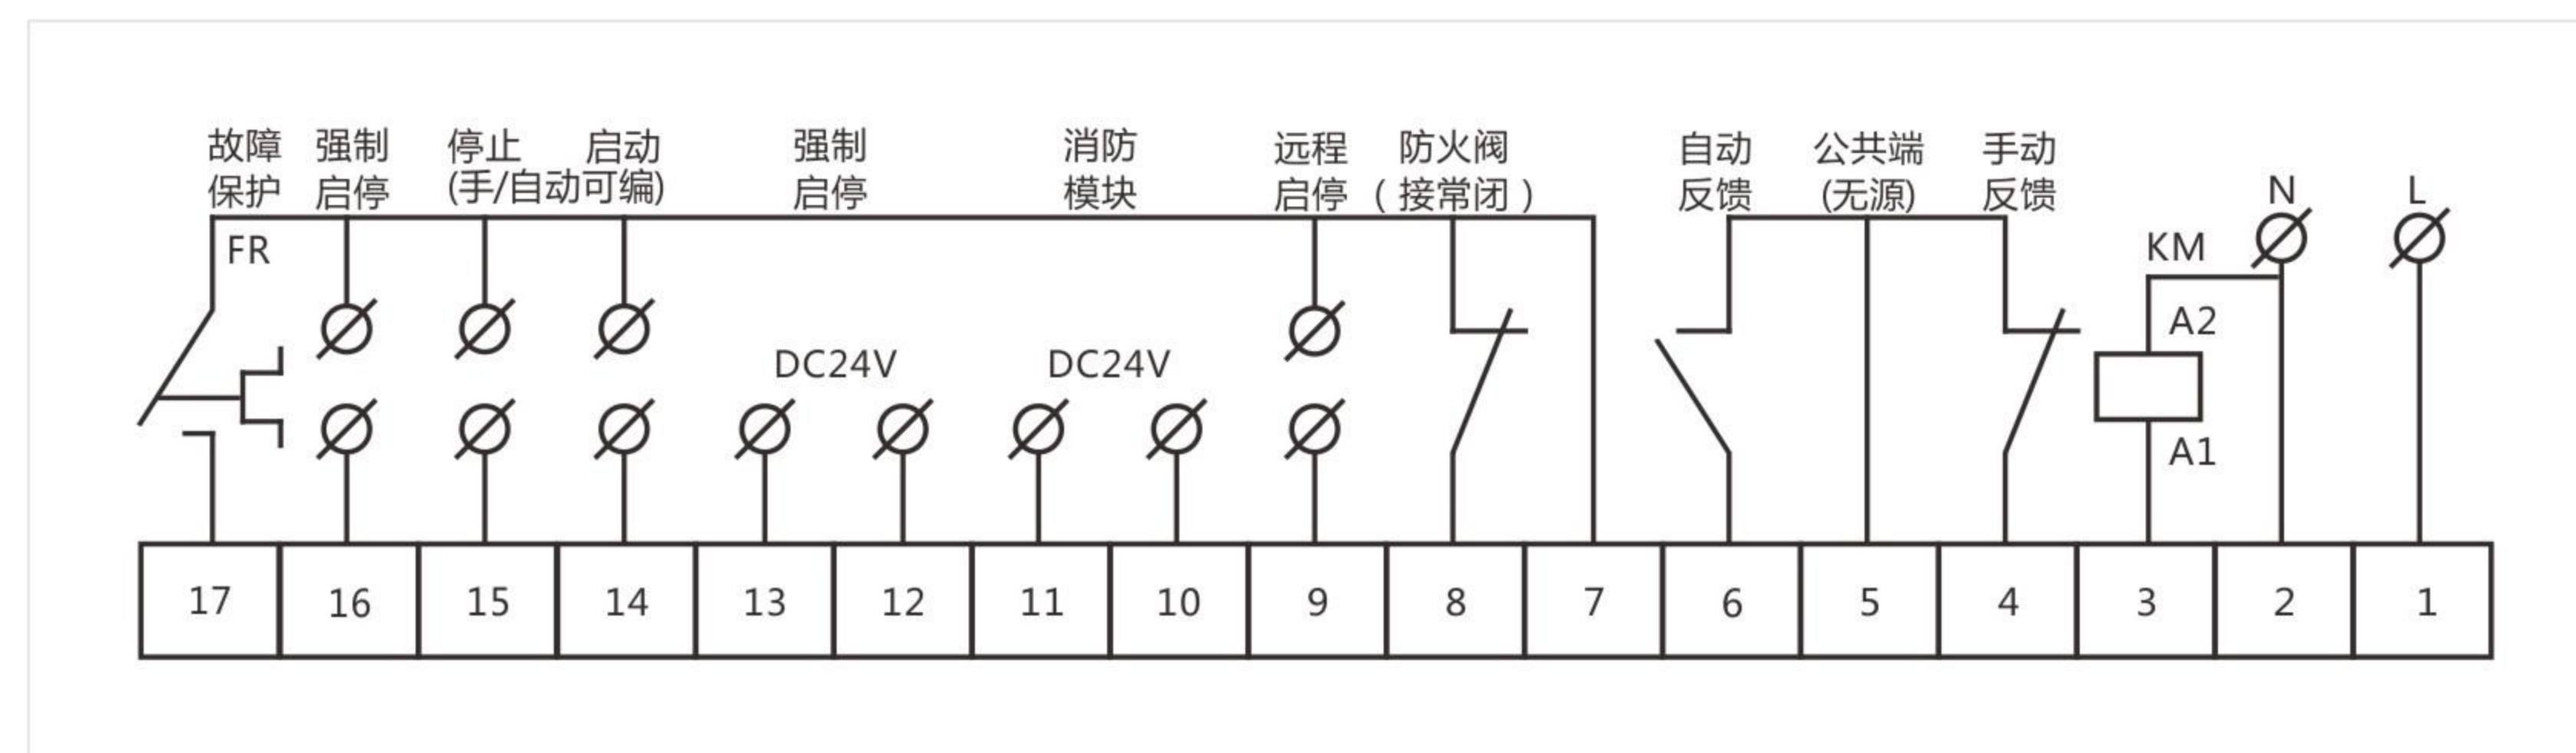 故障 强制 停止 启动 强制 消防 远程 防火阀 自动 公共端 手动
保护 启停 (手/自动可编) 启停 模块 启停 ( 接常闭 ) 反馈 (无源) 反馈 N L
FR KM
A2
DC24V DC24V
A1
17 16 15 14 13 12 11 10 9 8 7 6 5 4 3 2 1